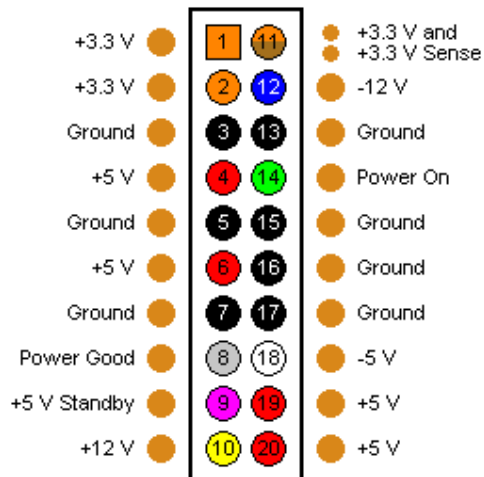 +3.3 V 1 11 +3.3 V and
+3.3 V Sense
+3.3 V 2 12 -12 V
Ground 3 13 Ground
+5 V 4 14 Power On
Ground 5 15 Ground
+5 V 6 16 Ground
Ground 7 17 Ground
Power Good 8 18 -5 V
+5 V Standby 9 19 +5 V
+12 V 10 20 +5 V